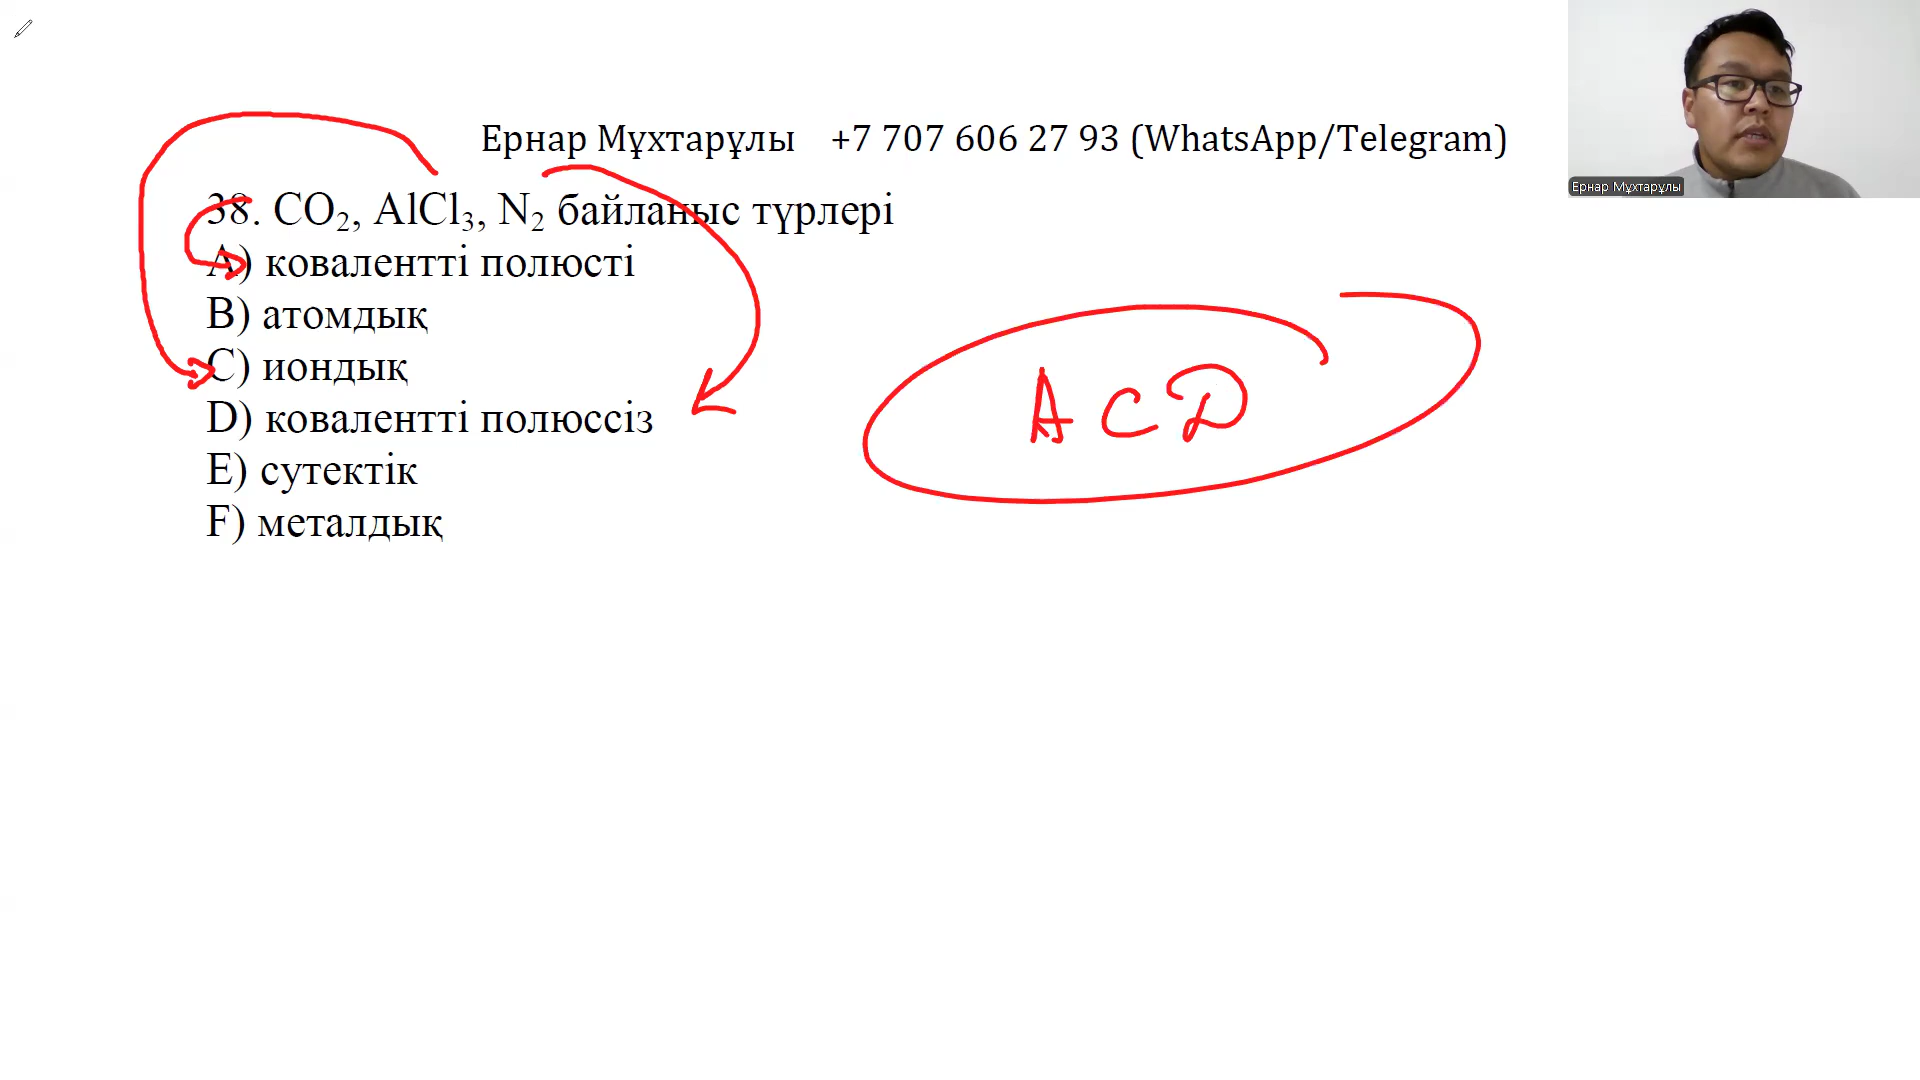 Ернар Мұхтарұлы +7 707 606 27 93 (WhatsApp/Telegram)
Ернар Мұхтарұлы
38. CO₂, AlCl₃, N₂ байланыс түрлері
A) ковалентті полюсті
B) атомдық
C) иондық
D) ковалентті полюссіз
E) сутектік
F) металдық
A C D